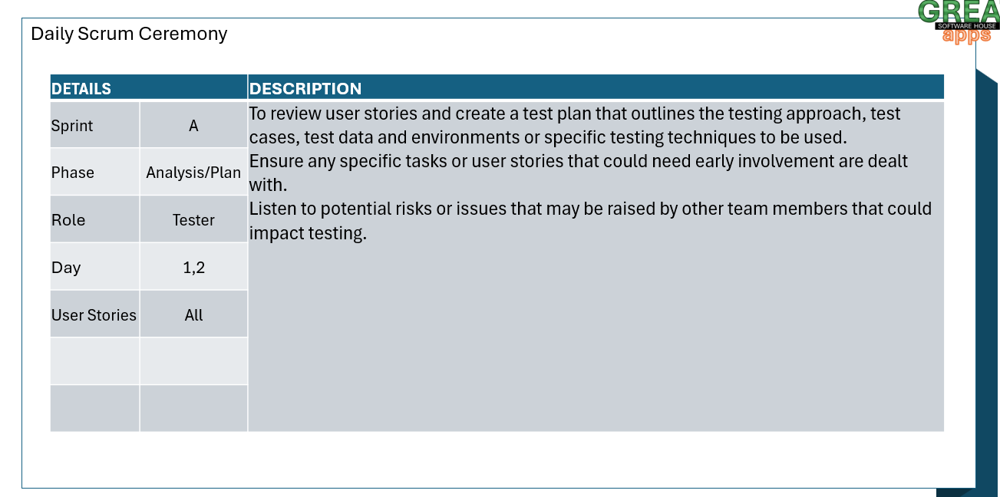 GREA
SOFTWARE HOUSE
apps
Daily Scrum Ceremony
DETAILS
DESCRIPTION
Sprint
A
Phase
Analysis/Plan
Role
Tester
Day
1,2
User Stories
All
To review user stories and create a test plan that outlines the testing approach, test
cases, test data and environments or specific testing techniques to be used.
Ensure any specific tasks or user stories that could need early involvement are dealt
with.
Listen to potential risks or issues that may be raised by other team members that could
impact testing.